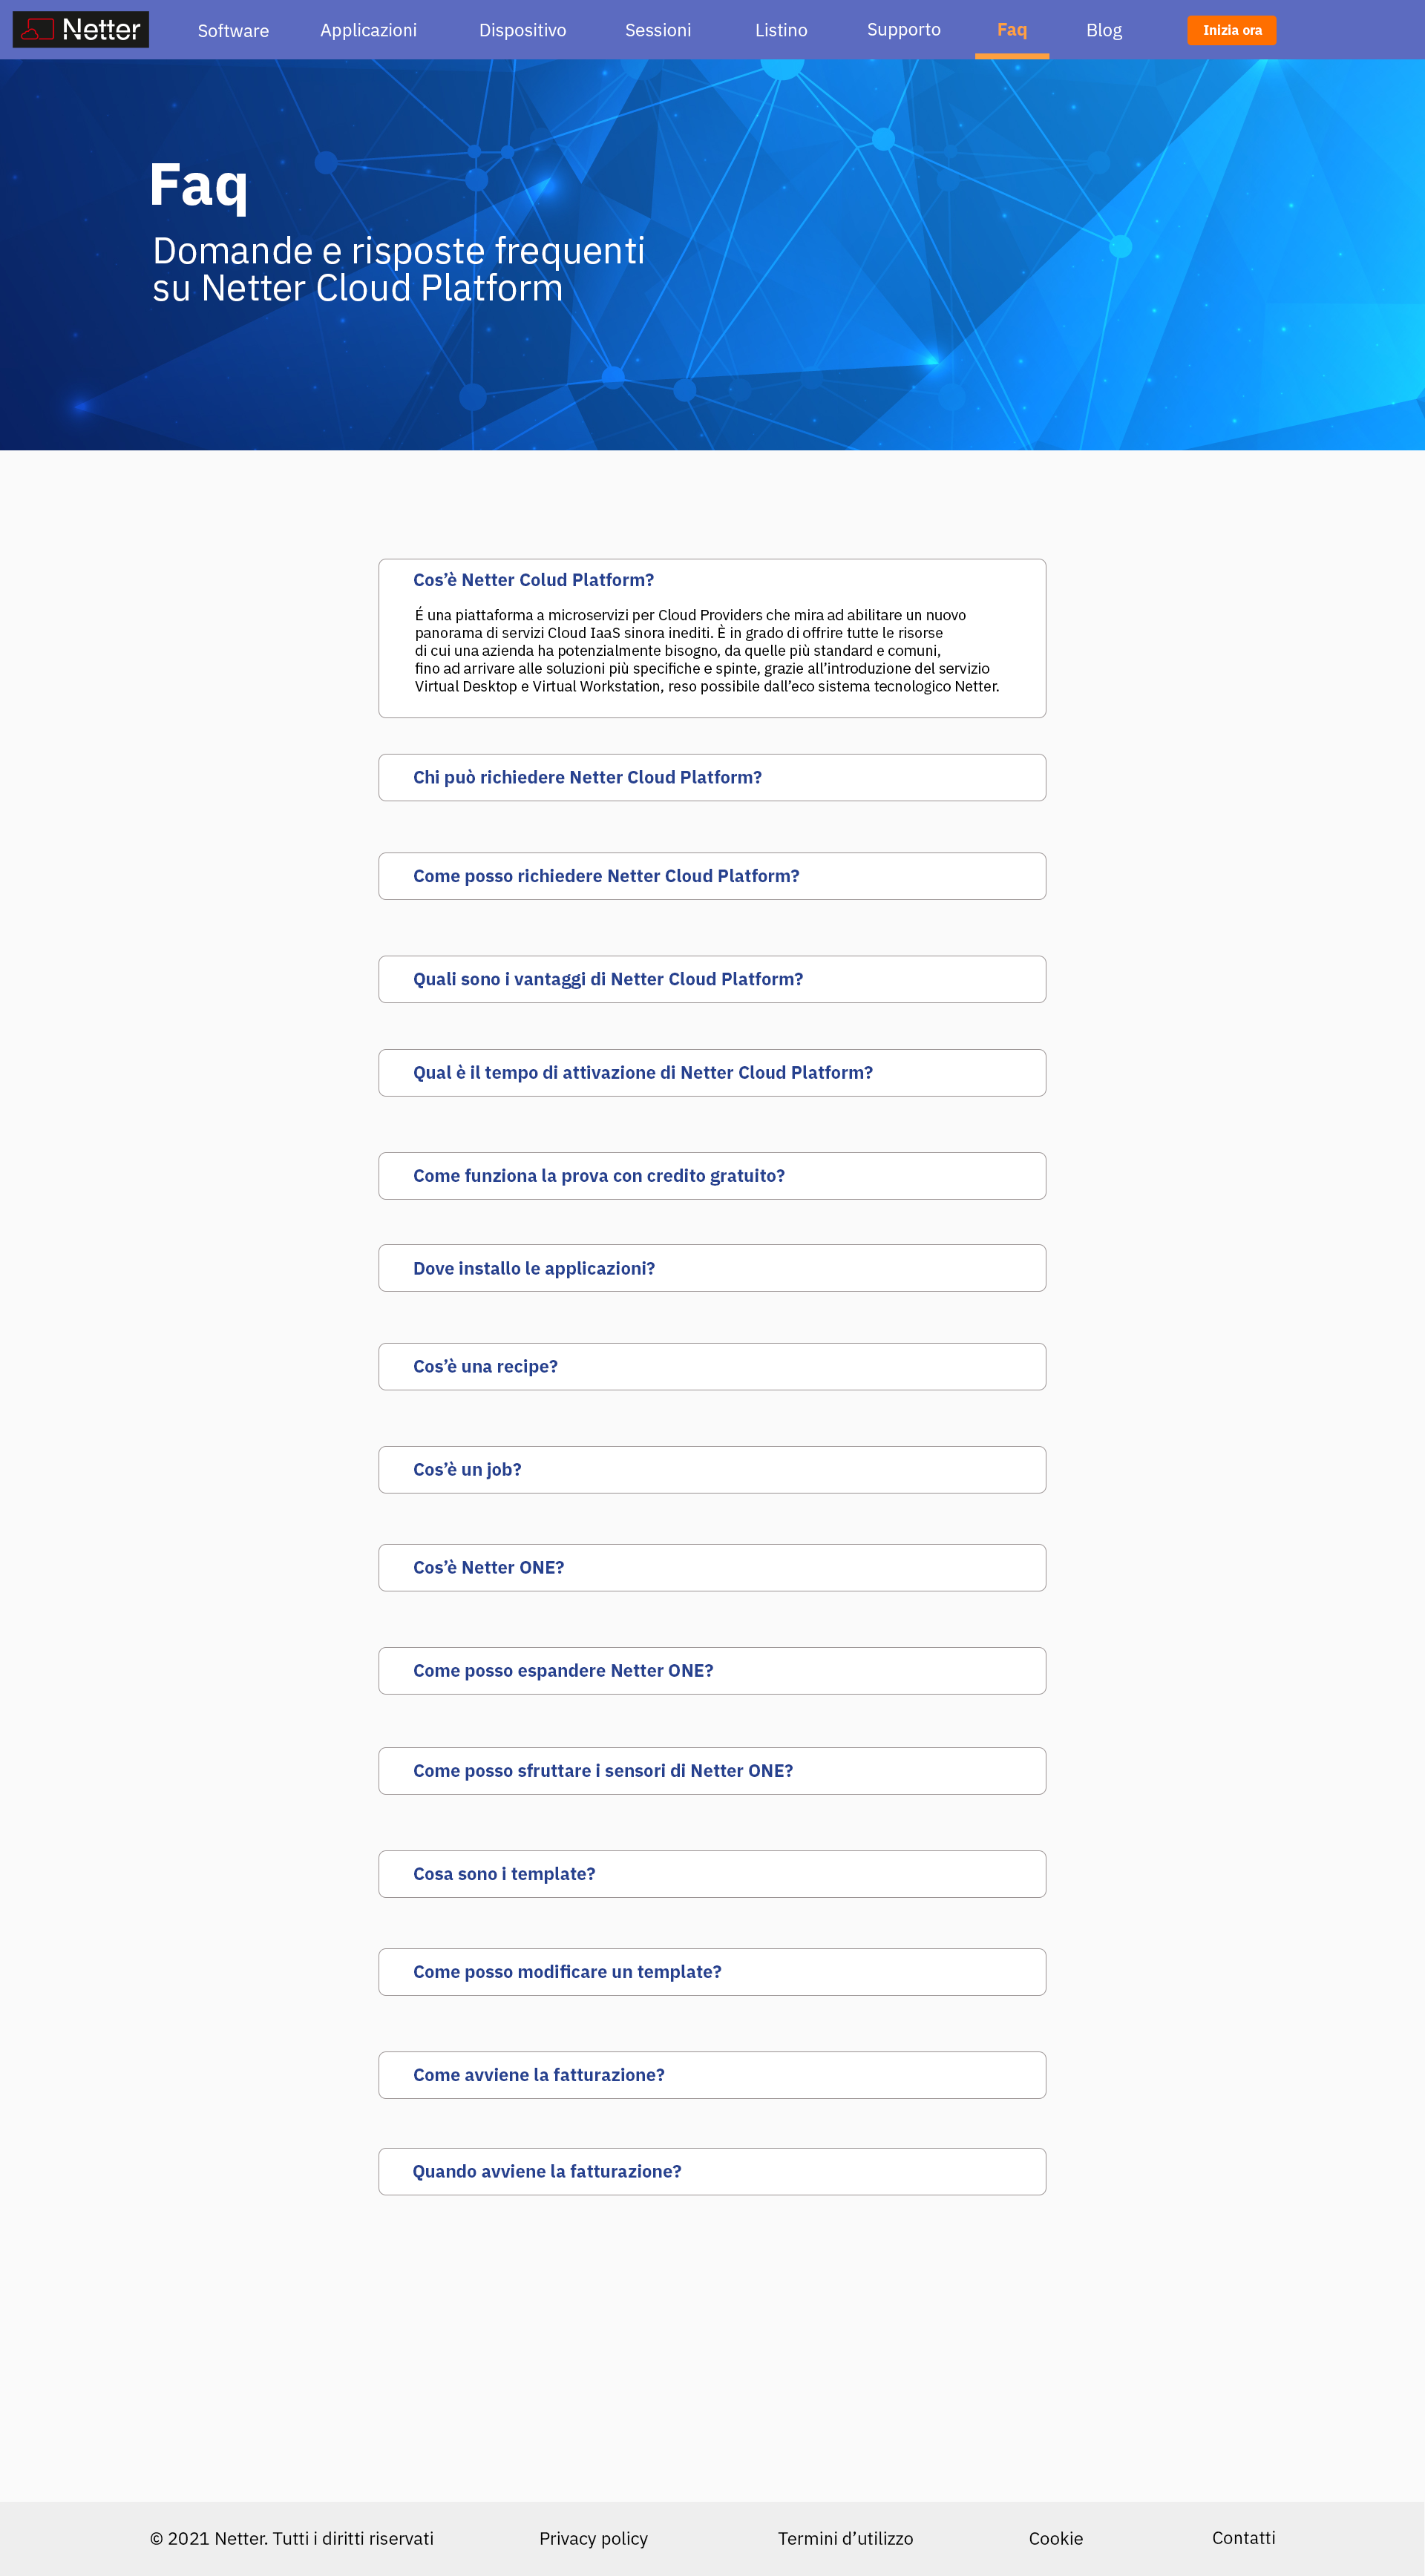 Netter
Software
Applicazioni
Dispositivo
Sessioni
Listino
Supporto
Faq
Blog
Inizia ora
Faq
Domande e risposte frequenti
su Netter Cloud Platform
Cos’è Netter Colud Platform?
É una piattaforma a microservizi per Cloud Providers che mira ad abilitare un nuovo
panorama di servizi Cloud IaaS sinora inediti. È in grado di offrire tutte le risorse
di cui una azienda ha potenzialmente bisogno, da quelle più standard e comuni,
fino ad arrivare alle soluzioni più specifiche e spinte, grazie all’introduzione del servizio
Virtual Desktop e Virtual Workstation, reso possibile dall’eco sistema tecnologico Netter.
Chi può richiedere Netter Cloud Platform?
Come posso richiedere Netter Cloud Platform?
Quali sono i vantaggi di Netter Cloud Platform?
Qual è il tempo di attivazione di Netter Cloud Platform?
Come funziona la prova con credito gratuito?
Dove installo le applicazioni?
Cos’è una recipe?
Cos’è un job?
Cos’è Netter ONE?
Come posso espandere Netter ONE?
Come posso sfruttare i sensori di Netter ONE?
Cosa sono i template?
Come posso modificare un template?
Come avviene la fatturazione?
Quando avviene la fatturazione?
© 2021 Netter. Tutti i diritti riservati
Privacy policy
Termini d’utilizzo
Cookie
Contatti